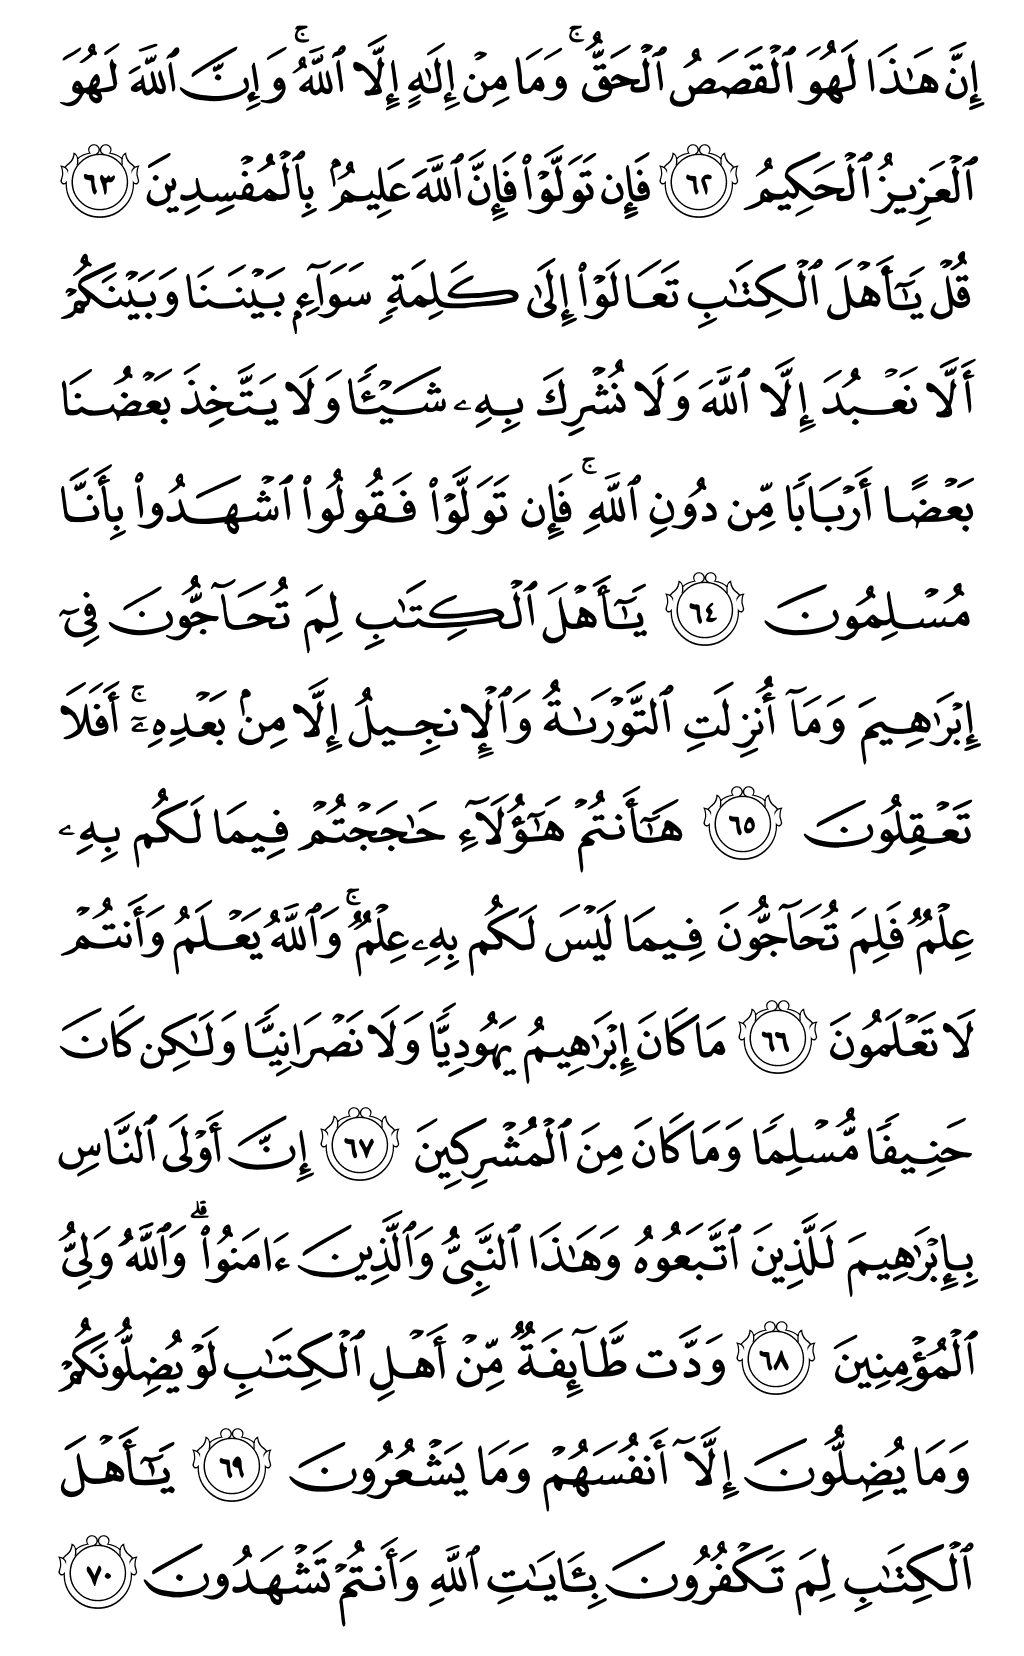 إِنَّ هَـٰذَا لَهُوَ ٱلْقَصَصُ ٱلْحَقُّ ۚ وَمَا مِنْ إِلَـٰهٍ إِلَّا ٱللَّهُ ۚ وَإِنَّ ٱللَّهَ لَهُوَ
ٱلْعَزِيزُ ٱلْحَكِيمُ ٦٢ فَإِن تَوَلَّوْا۟ فَإِنَّ ٱللَّهَ عَلِيمٌۢ بِٱلْمُفْسِدِينَ ٦٣
قُلْ يَـٰٓأَهْلَ ٱلْكِتَـٰبِ تَعَالَوْا۟ إِلَىٰ كَلِمَةٍ سَوَآءٍۭ بَيْنَنَا وَبَيْنَكُمْ
أَلَّا نَعْبُدَ إِلَّا ٱللَّهَ وَلَا نُشْرِكَ بِهِۦ شَيْـًٔا وَلَا يَتَّخِذَ بَعْضُنَا
بَعْضًا أَرْبَابًا مِّن دُونِ ٱللَّهِ ۚ فَإِن تَوَلَّوْا۟ فَقُولُوا۟ ٱشْهَدُوا۟ بِأَنَّا
مُسْلِمُونَ ٦٤ يَـٰٓأَهْلَ ٱلْكِتَـٰبِ لِمَ تُحَآجُّونَ فِىٓ
إِبْرَٰهِيمَ وَمَآ أُنزِلَتِ ٱلتَّوْرَىٰةُ وَٱلْإِنجِيلُ إِلَّا مِنۢ بَعْدِهِۦٓ ۚ أَفَلَا
تَعْقِلُونَ ٦٥ هَـٰٓأَنتُمْ هَـٰٓؤُلَآءِ حَـٰجَجْتُمْ فِيمَا لَكُم بِهِۦ
عِلْمٌ فَلِمَ تُحَآجُّونَ فِيمَا لَيْسَ لَكُم بِهِۦ عِلْمٌ ۚ وَٱللَّهُ يَعْلَمُ وَأَنتُمْ
لَا تَعْلَمُونَ ٦٦ مَا كَانَ إِبْرَٰهِيمُ يَهُودِيًّا وَلَا نَصْرَانِيًّا وَلَـٰكِن كَانَ
حَنِيفًا مُّسْلِمًا وَمَا كَانَ مِنَ ٱلْمُشْرِكِينَ ٦٧ إِنَّ أَوْلَى ٱلنَّاسِ
بِإِبْرَٰهِيمَ لَلَّذِينَ ٱتَّبَعُوهُ وَهَـٰذَا ٱلنَّبِىُّ وَٱلَّذِينَ ءَامَنُوا۟ ۗ وَٱللَّهُ وَلِىُّ
ٱلْمُؤْمِنِينَ ٦٨ وَدَّت طَّآئِفَةٌ مِّنْ أَهْلِ ٱلْكِتَـٰبِ لَوْ يُضِلُّونَكُمْ
وَمَا يُضِلُّونَ إِلَّآ أَنفُسَهُمْ وَمَا يَشْعُرُونَ ٦٩ يَـٰٓأَهْلَ
ٱلْكِتَـٰبِ لِمَ تَكْفُرُونَ بِـَٔايَـٰتِ ٱللَّهِ وَأَنتُمْ تَشْهَدُونَ ٧٠